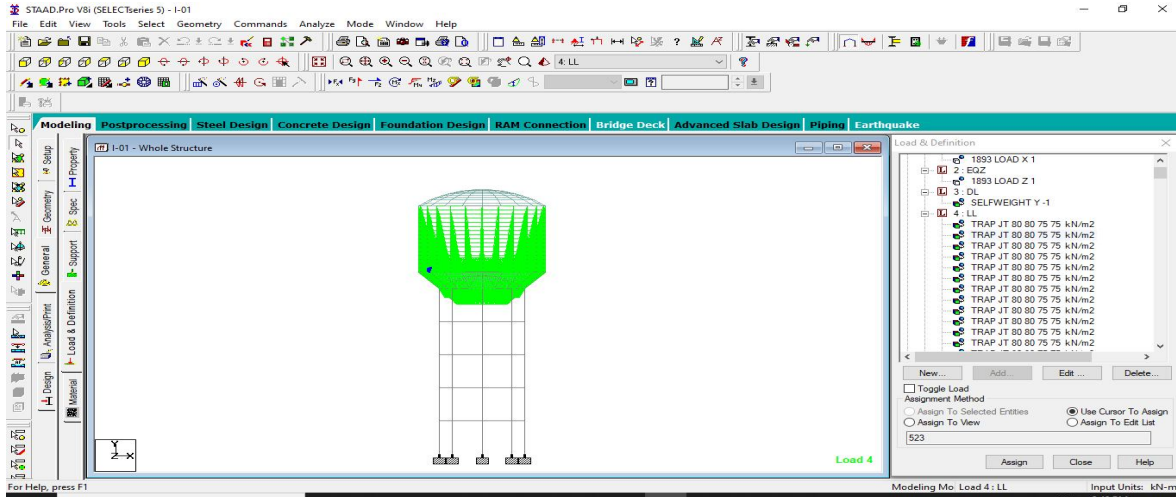 STAAD.Pro V8i (SELECTseries 5) - I-01
File Edit View Tools Select Geometry Commands Analyze Mode Window Help
4: LL
Modeling Postprocessing Steel Design Concrete Design Foundation Design RAM Connection Bridge Deck Advanced Slab Design Piping Earthquake
Setup
Geometry
General
Analysis/Print
Design
Property
Spec
Support
Load & Definition
Material
I-01 - Whole Structure
Y
Z X
Load 4
Load & Definition
1893 LOAD X 1
2 : EQZ
1893 LOAD Z 1
3 : DL
SELFWEIGHT Y -1
4 : LL
TRAP JT 80 80 75 75 kN/m2
TRAP JT 80 80 75 75 kN/m2
TRAP JT 80 80 75 75 kN/m2
TRAP JT 80 80 75 75 kN/m2
TRAP JT 80 80 75 75 kN/m2
TRAP JT 80 80 75 75 kN/m2
TRAP JT 80 80 75 75 kN/m2
TRAP JT 80 80 75 75 kN/m2
TRAP JT 80 80 75 75 kN/m2
TRAP JT 80 80 75 75 kN/m2
TRAP JT 80 80 75 75 kN/m2
TRAP JT 80 80 75 75 kN/m2
New... Add... Edit ... Delete...
Toggle Load
Assignment Method
Assign To Selected Entities Use Cursor To Assign
Assign To View Assign To Edit List
523
Assign Close Help
For Help, press F1
Modeling Mo Load 4 : LL Input Units: kN-m